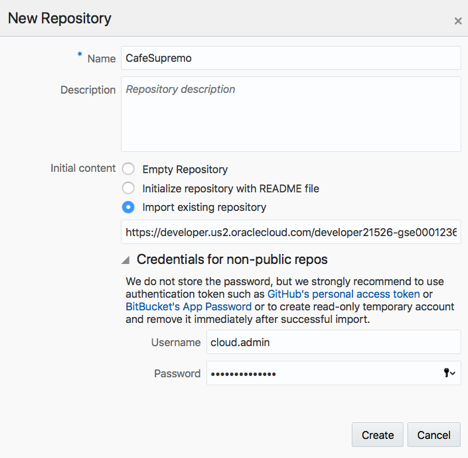 New Repository
* Name CafeSupremo
Description Repository description
Initial content Empty Repository
Initialize repository with README file
Import existing repository
https://developer.us2.oraclecloud.com/developer21526-gse0001236
Credentials for non-public repos
We do not store the password, but we strongly recommend to use
authentication token such as GitHub's personal access token or
BitBucket's App Password or to create read-only temporary account
and remove it immediately after successful import.
Username cloud.admin
Password ••••••••••••••
Create Cancel